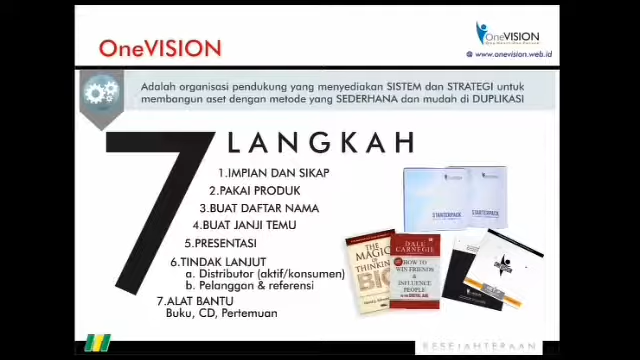 OneVISION
OneVISION
www.onevision.web.id
Adalah organisasi pendukung yang menyediakan SISTEM dan STRATEGI untuk
membangun aset dengan metode yang SEDERHANA dan mudah di DUPLIKASI
7 LANGKAH
1.IMPIAN DAN SIKAP
2.PAKAI PRODUK
3.BUAT DAFTAR NAMA
4.BUAT JANJI TEMU
5.PRESENTASI
6.TINDAK LANJUT
a. Distributor (aktif/konsumen)
b. Pelanggan & referensi
7.ALAT BANTU
Buku, CD, Pertemuan
STARTERPACK
STARTERPACK
THE
MAGIC
OF
THINKING
BIG
DALE
CARNEGIE
HOW TO
WIN FRIENDS
&
INFLUENCE
PEOPLE
KESEJAHTERAAN